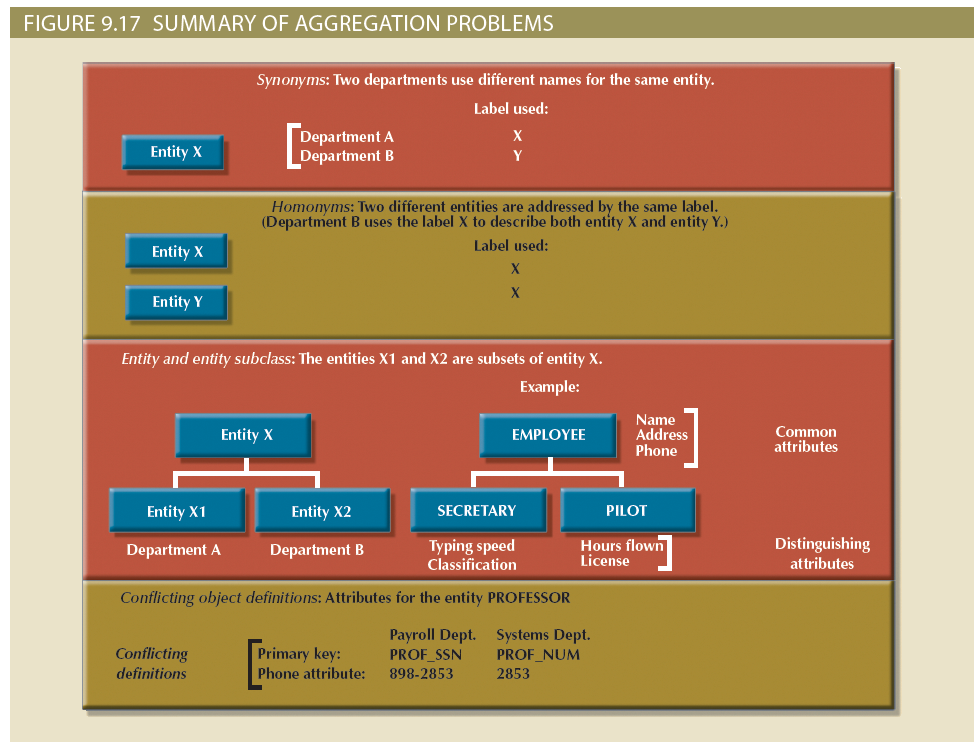 FIGURE 9.17 SUMMARY OF AGGREGATION PROBLEMS
Synonyms: Two departments use different names for the same entity.
Label used:
Entity X
Department A X
Department B Y
Homonyms: Two different entities are addressed by the same label.
(Department B uses the label X to describe both entity X and entity Y.)
Label used:
Entity X X
Entity Y X
Entity and entity subclass: The entities X1 and X2 are subsets of entity X.
Example:
Entity X
EMPLOYEE
Name
Address
Phone
Common
attributes
Entity X1
Entity X2
SECRETARY
PILOT
Department A
Department B
Typing speed
Classification
Hours flown
License
Distinguishing
attributes
Conflicting object definitions: Attributes for the entity PROFESSOR
Payroll Dept. Systems Dept.
Conflicting
definitions
Primary key: PROF_SSN PROF_NUM
Phone attribute: 898-2853 2853